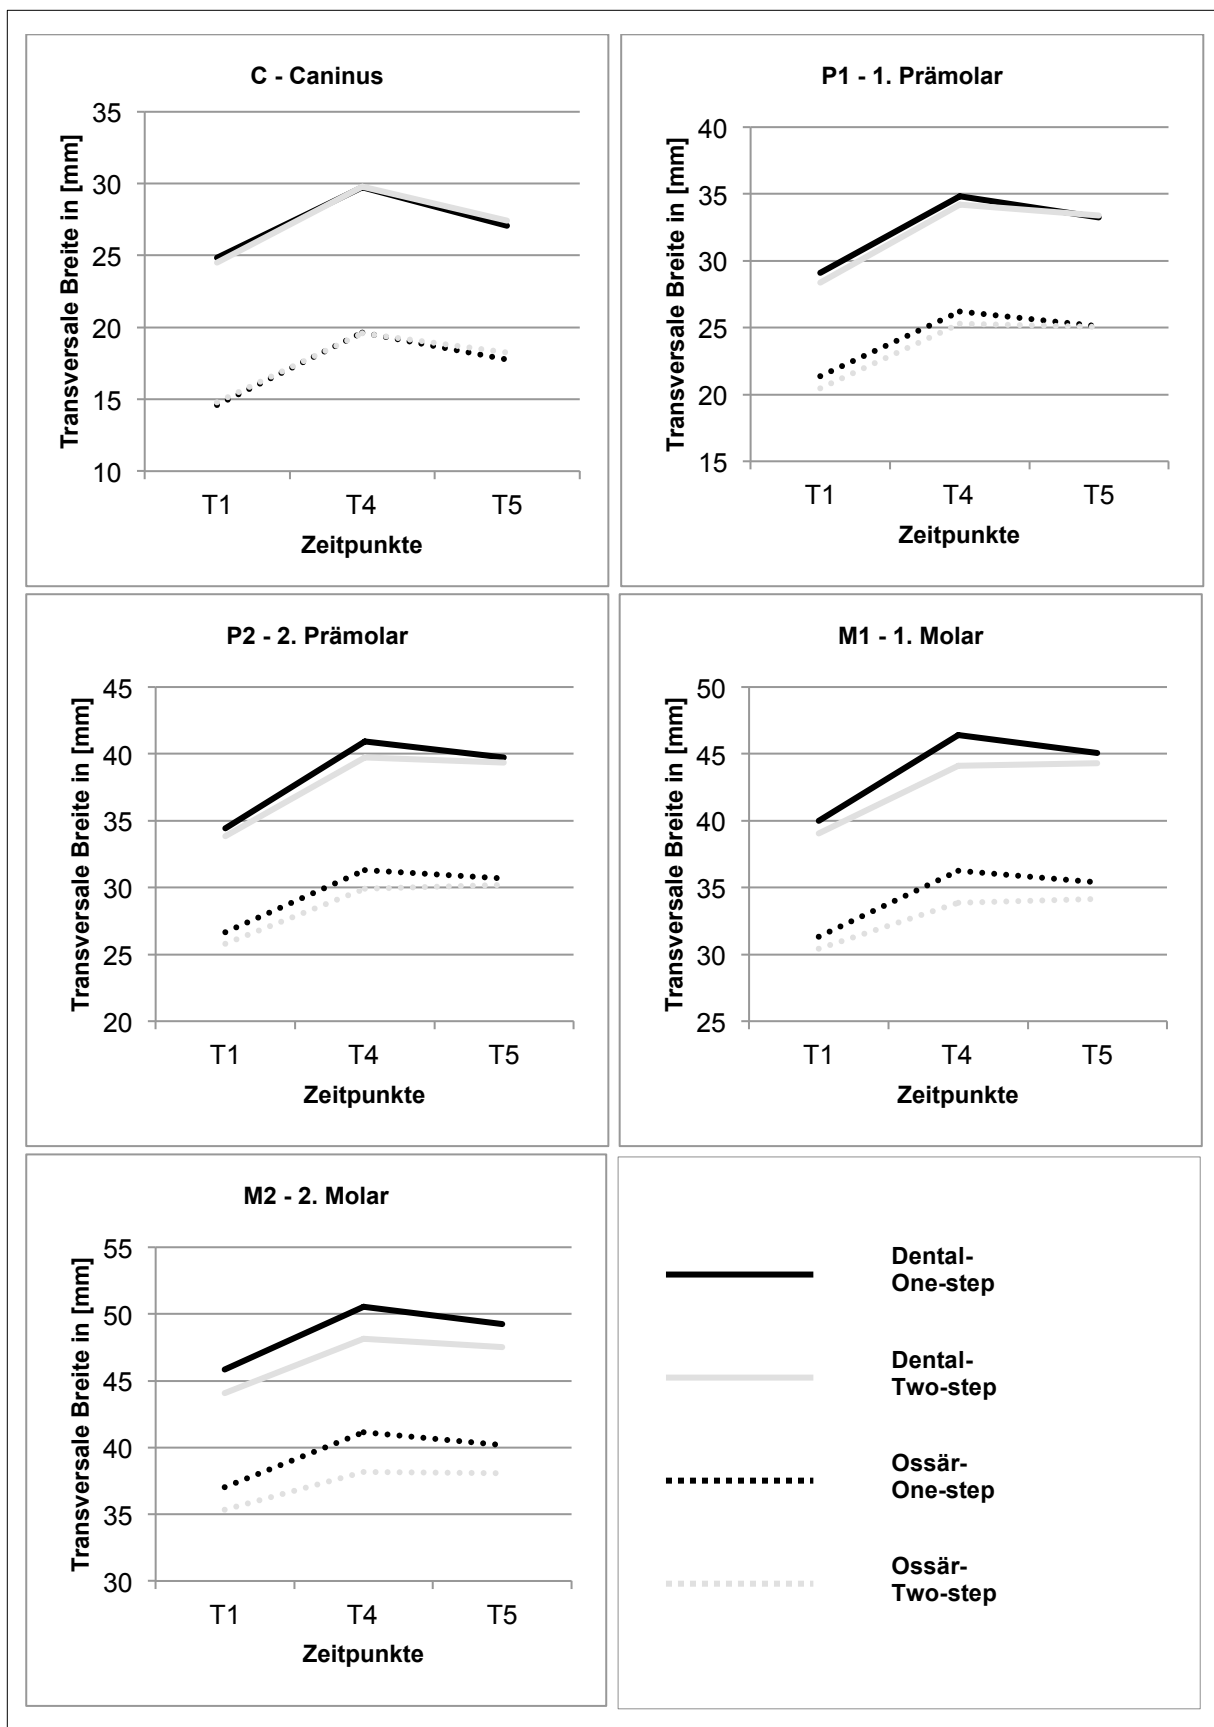 C - Caninus
Transversale Breite in [mm]
35
30
25
20
15
10
T1 T4 T5
Zeitpunkte
P1 - 1. Prämolar
Transversale Breite in [mm]
40
35
30
25
20
15
T1 T4 T5
Zeitpunkte
P2 - 2. Prämolar
Transversale Breite in [mm]
45
40
35
30
25
20
T1 T4 T5
Zeitpunkte
M1 - 1. Molar
Transversale Breite in [mm]
50
45
40
35
30
25
T1 T4 T5
Zeitpunkte
M2 - 2. Molar
Transversale Breite in [mm]
55
50
45
40
35
30
T1 T4 T5
Zeitpunkte
Dental-
One-step
Dental-
Two-step
Ossär-
One-step
Ossär-
Two-step